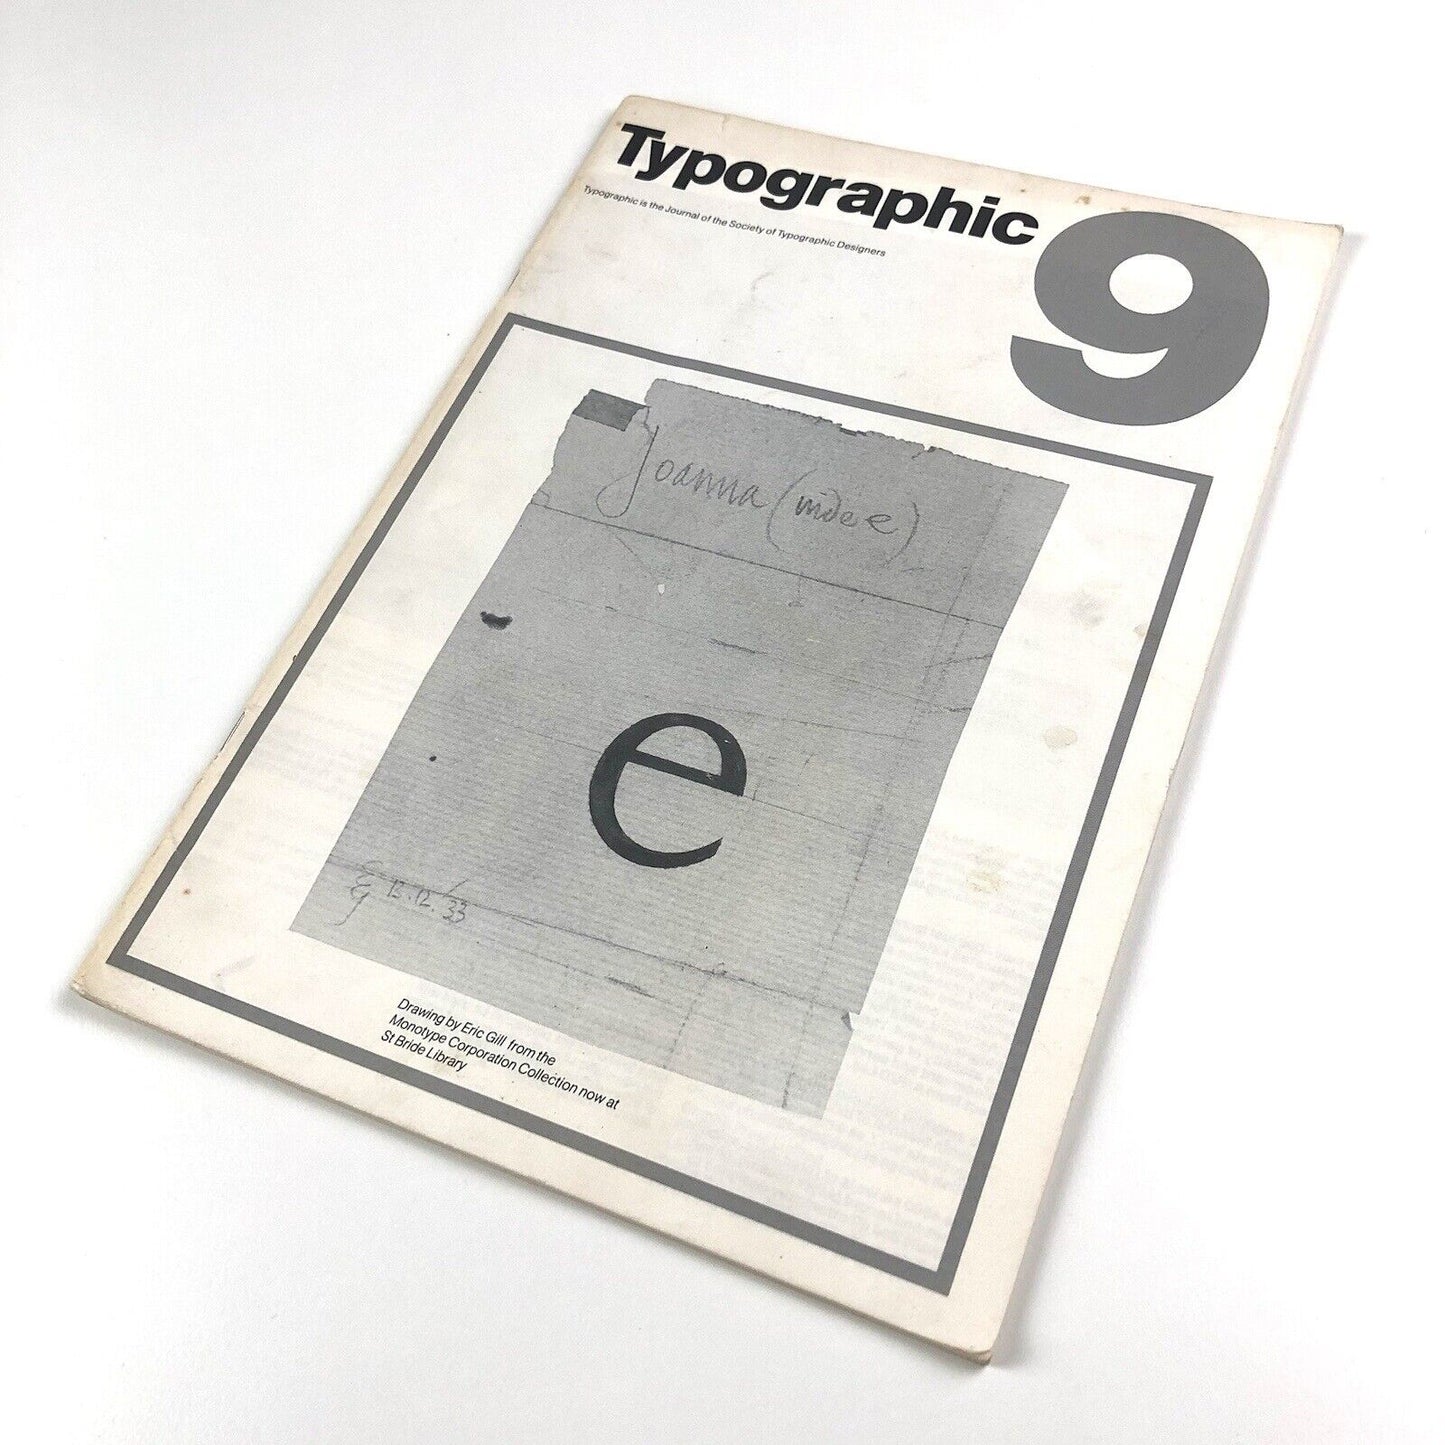 Typographic 9
Typographic is the Journal of the Society of Typographic Designers
Joanna (wide e)
e
EG 13.12.33
Drawing by Eric Gill from the
Monotype Corporation Collection now at
St Bride Library